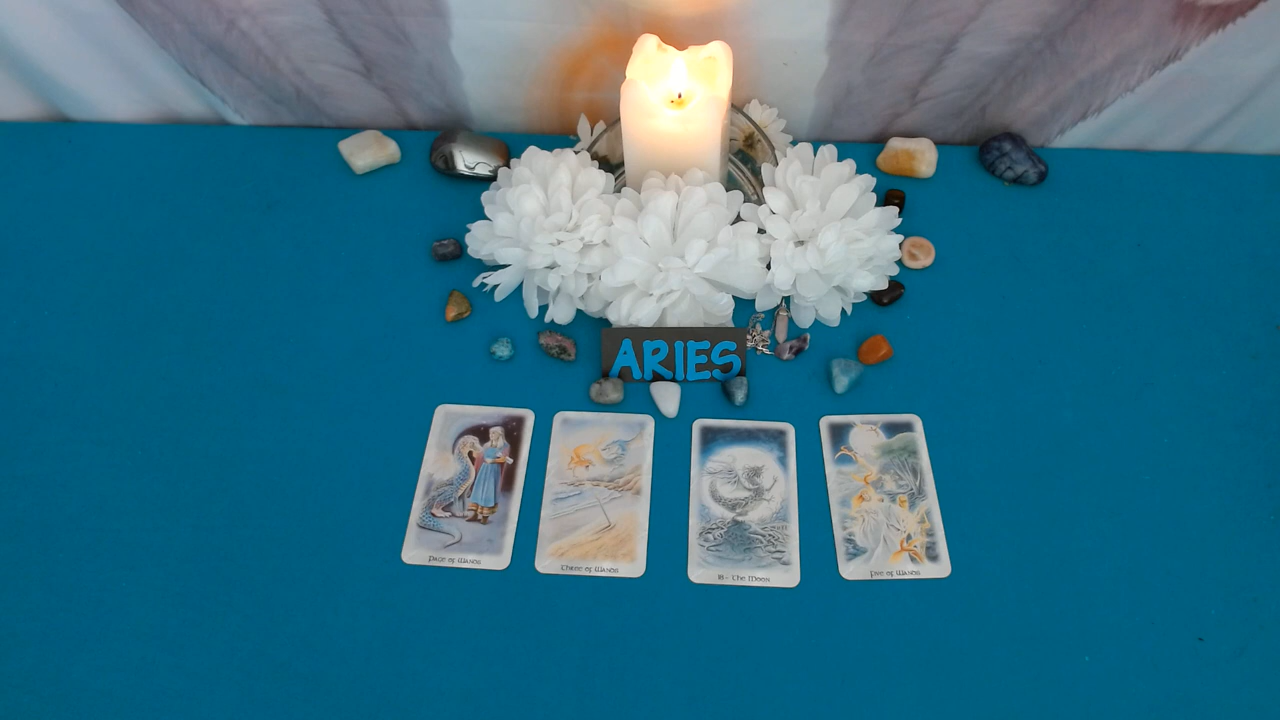 ARIES
Page of Wands
Three of Wands
18 - The Moon
Five of Wands